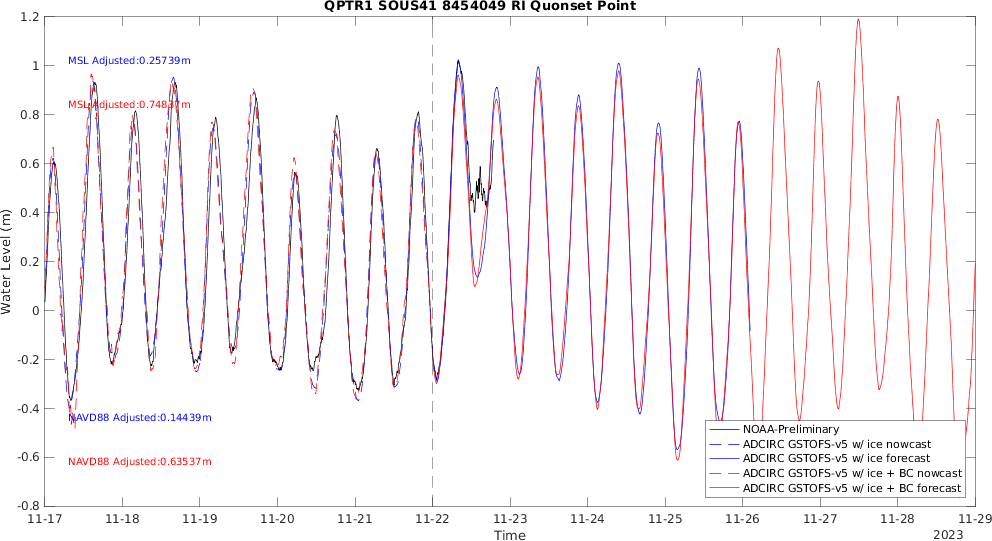 QPTR1 SOUS41 8454049 RI Quonset Point
1.2
1
0.8
0.6
0.4
0.2
0
-0.2
-0.4
-0.6
-0.8
Water Level (m)
MSL Adjusted:0.25739m
MSL Adjusted:0.74837m
NAVD88 Adjusted:0.14439m
NAVD88 Adjusted:0.63537m
NOAA-Preliminary
ADCIRC GSTOFS-v5 w/ ice nowcast
ADCIRC GSTOFS-v5 w/ ice forecast
ADCIRC GSTOFS-v5 w/ ice + BC nowcast
ADCIRC GSTOFS-v5 w/ ice + BC forecast
11-17 11-18 11-19 11-20 11-21 11-22 11-23 11-24 11-25 11-26 11-27 11-28 11-29
Time
2023